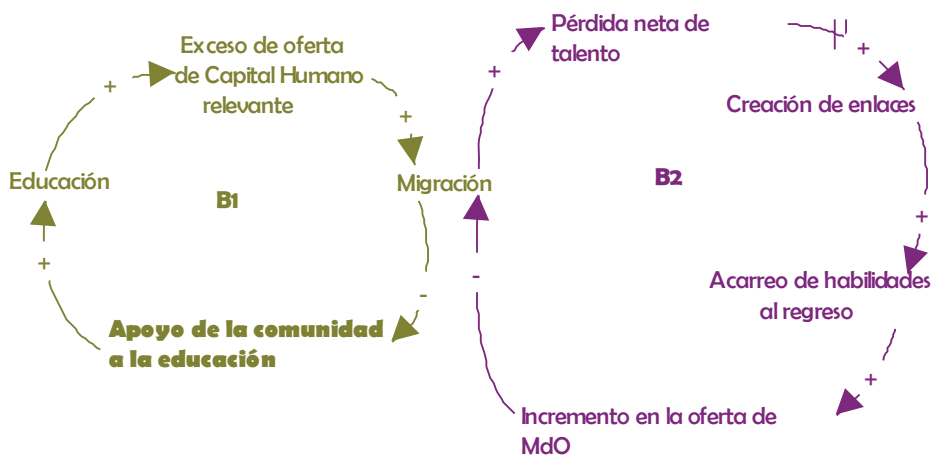 Exceso de oferta
de Capital Humano
relevante
+
+
Educación
B1
Migración
+
-
Apoyo de la comunidad
a la educación
Pérdida neta de
talento
+
+
Creación de enlaces
B2
+
-
Acarreo de habilidades
al regreso
+
Incremento en la oferta de
MdO